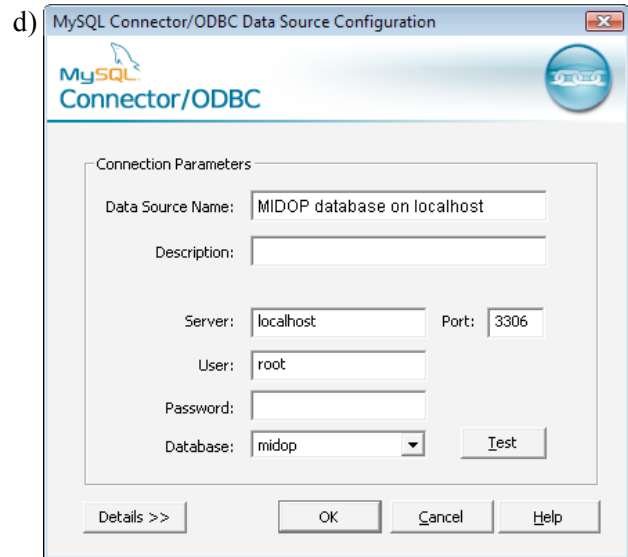 d) MySQL Connector/ODBC Data Source Configuration
MySQL
Connector/ODBC
Connection Parameters
Data Source Name: MIDOP database on localhost
Description:
Server: localhost Port: 3306
User: root
Password:
Database: midop Test
Details >> OK Cancel Help